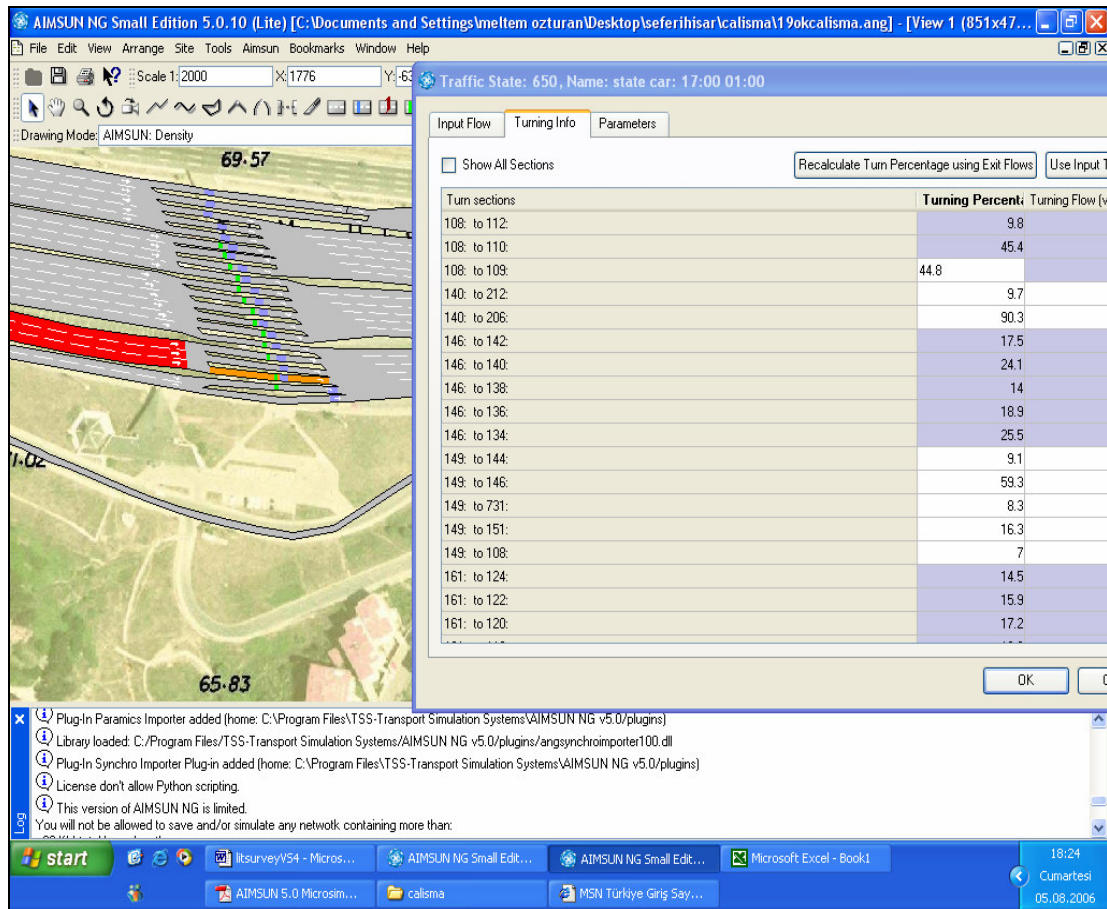 AIMSUN NG Small Edition 5.0.10 (Lite) [C:\Documents and Settings\meltem ozturan\Desktop\seferihisar\calisma\19okcalisma.ang] - [View 1 (851x47...
File Edit View Arrange Site Tools Aimsun Bookmarks Window Help
Scale 1: 2000 X: 1776 Y: -63
Drawing Mode: AIMSUN: Density
69.57
65.83
Traffic State: 650, Name: state car: 17:00 01:00
Input Flow Turning Info Parameters
Show All Sections Recalculate Turn Percentage using Exit Flows Use Input T
Turn sections Turning Percenta Turning Flow (v
108: to 112: 9.8
108: to 110: 45.4
108: to 109: 44.8
140: to 212: 9.7
140: to 206: 90.3
146: to 142: 17.5
146: to 140: 24.1
146: to 138: 14
146: to 136: 18.9
146: to 134: 25.5
149: to 144: 9.1
149: to 146: 59.3
149: to 731: 8.3
149: to 151: 16.3
149: to 108: 7
161: to 124: 14.5
161: to 122: 15.9
161: to 120: 17.2
OK
Log
Plug-In Paramics Importer added (home: C:\Program Files\TSS-Transport Simulation Systems\AIMSUN NG v5.0/plugins)
Library loaded: C:/Program Files/TSS-Transport Simulation Systems/AIMSUN NG v5.0/plugins/angsynchroimporter100.dll
Plug-In Synchro Importer Plug-in added (home: C:\Program Files\TSS-Transport Simulation Systems\AIMSUN NG v5.0/plugins)
License don't allow Python scripting.
This version of AIMSUN NG is limited.
You will not be allowed to save and/or simulate any netwotk containing more than:
start litsurveyVS4 - Micros... AIMSUN NG Small Edit... AIMSUN NG Small Edit... Microsoft Excel - Book1 18:24
Cumartesi
AIMSUN 5.0 Microsim... calisma MSN Türkiye Giriş Say... 05.08.2006